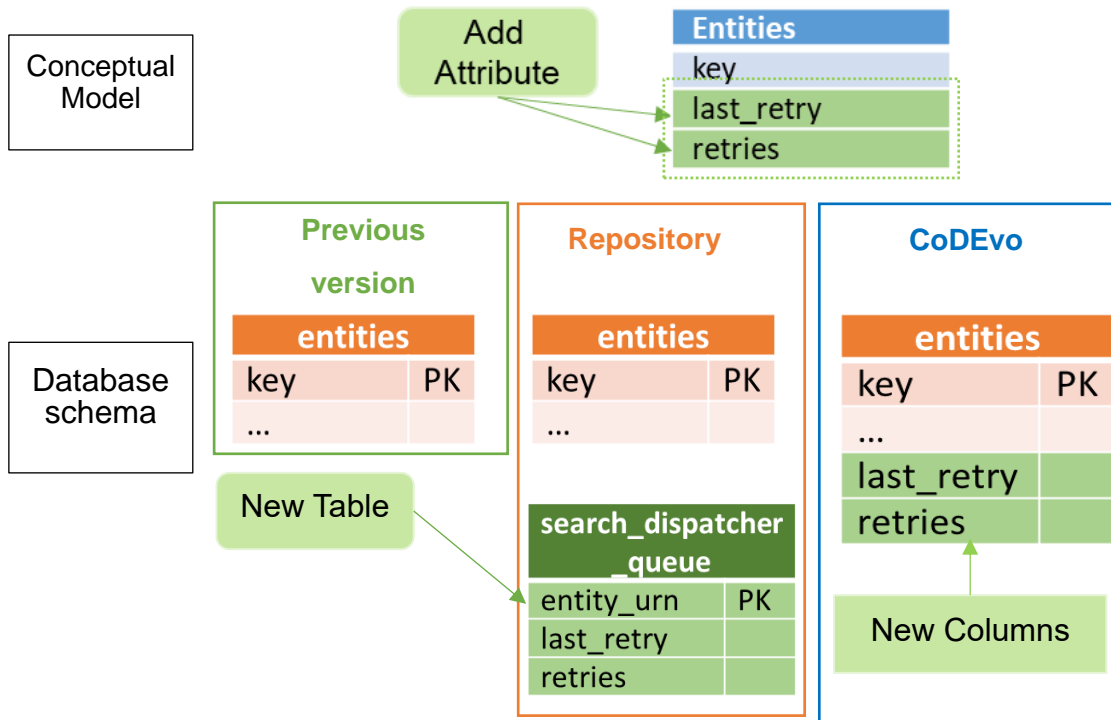 Conceptual
Model
Add
Attribute
Entities
key
last_retry
retries
Database
schema
Previous
version
entities
key PK
...
New Table
Repository
entities
key PK
...
search_dispatcher
_queue
entity_urn PK
last_retry
retries
CoDEvo
entities
key PK
...
last_retry
retries
New Columns